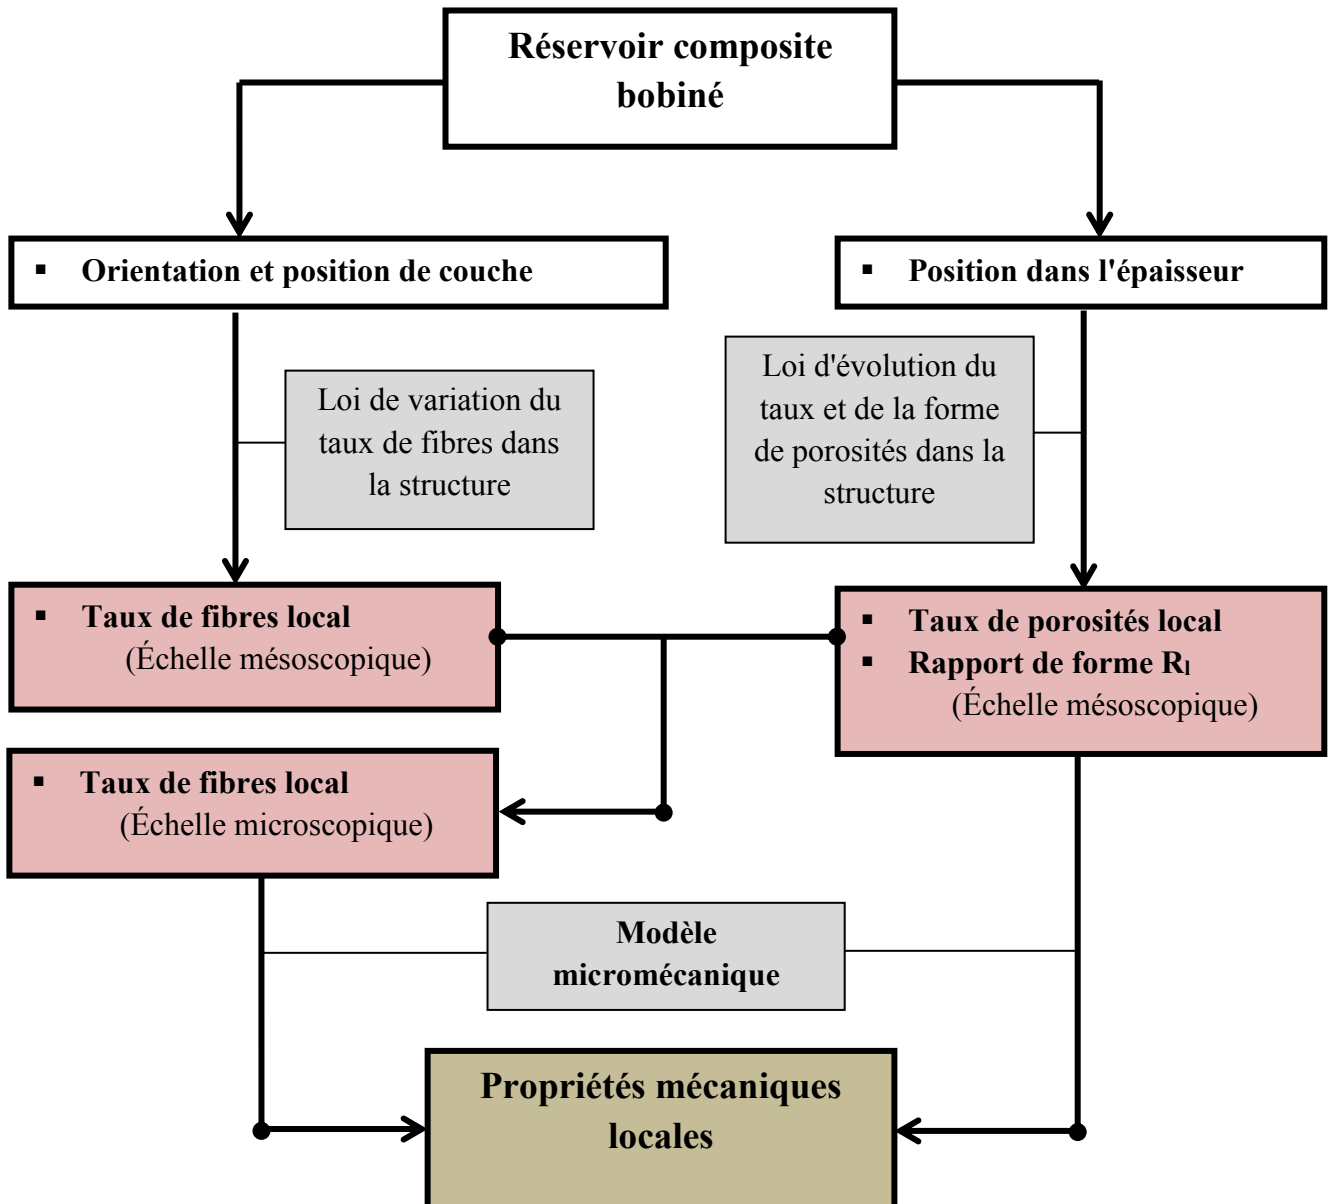 Réservoir composite
bobiné
▪ Orientation et position de couche
▪ Position dans l'épaisseur
Loi de variation du
taux de fibres dans
la structure
Loi d'évolution du
taux et de la forme
de porosités dans la
structure
▪ Taux de fibres local
(Échelle mésoscopique)
▪ Taux de porosités local
▪ Rapport de forme Rₗ
(Échelle mésoscopique)
▪ Taux de fibres local
(Échelle microscopique)
Modèle
micromécanique
Propriétés mécaniques
locales